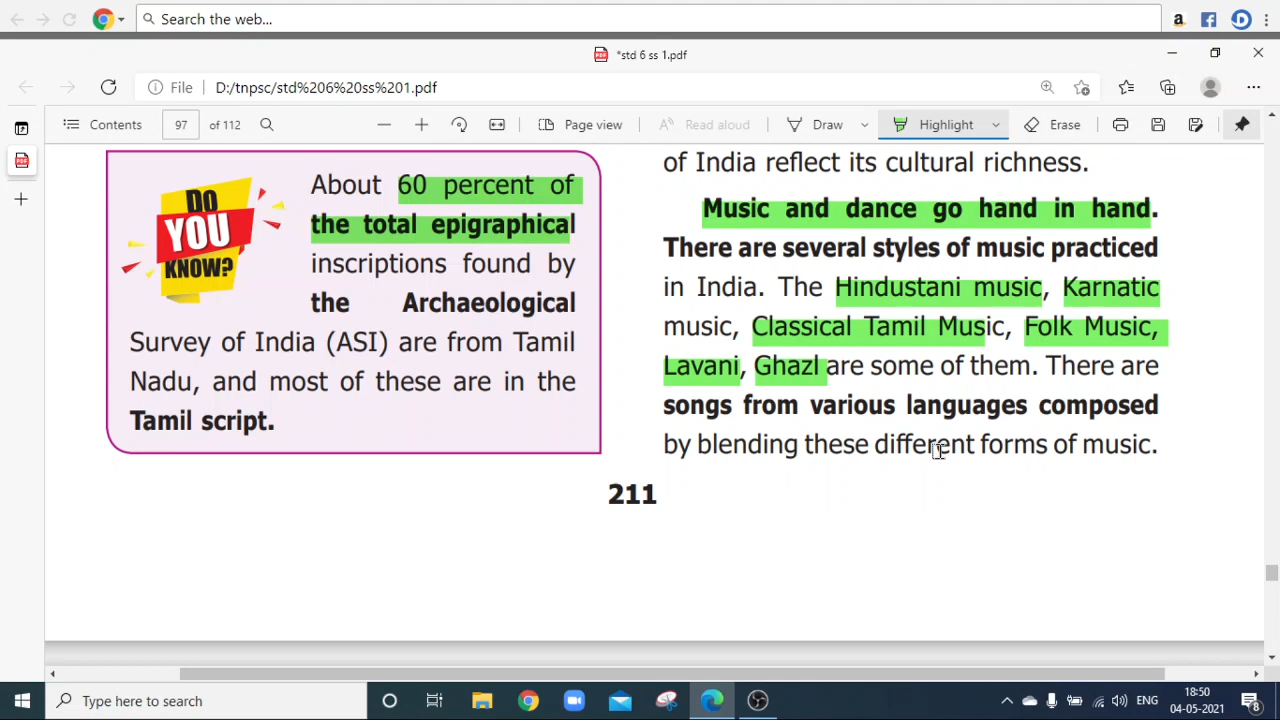 Search the web...
*std 6 ss 1.pdf
File
D:/tnpsc/std%206%20ss%201.pdf
Contents
97
of 112
Page view
Read aloud
Draw
Highlight
Erase
DO
YOU
KNOW?
About 60 percent of
the total epigraphical
inscriptions found by
the Archaeological
Survey of India (ASI) are from Tamil
Nadu, and most of these are in the
Tamil script.
of India reflect its cultural richness.
Music and dance go hand in hand.
There are several styles of music practiced
in India. The Hindustani music, Karnatic
music, Classical Tamil Music, Folk Music,
Lavani, Ghazl are some of them. There are
songs from various languages composed
by blending these different forms of music.
211
Type here to search
ENG
18:50
04-05-2021
8